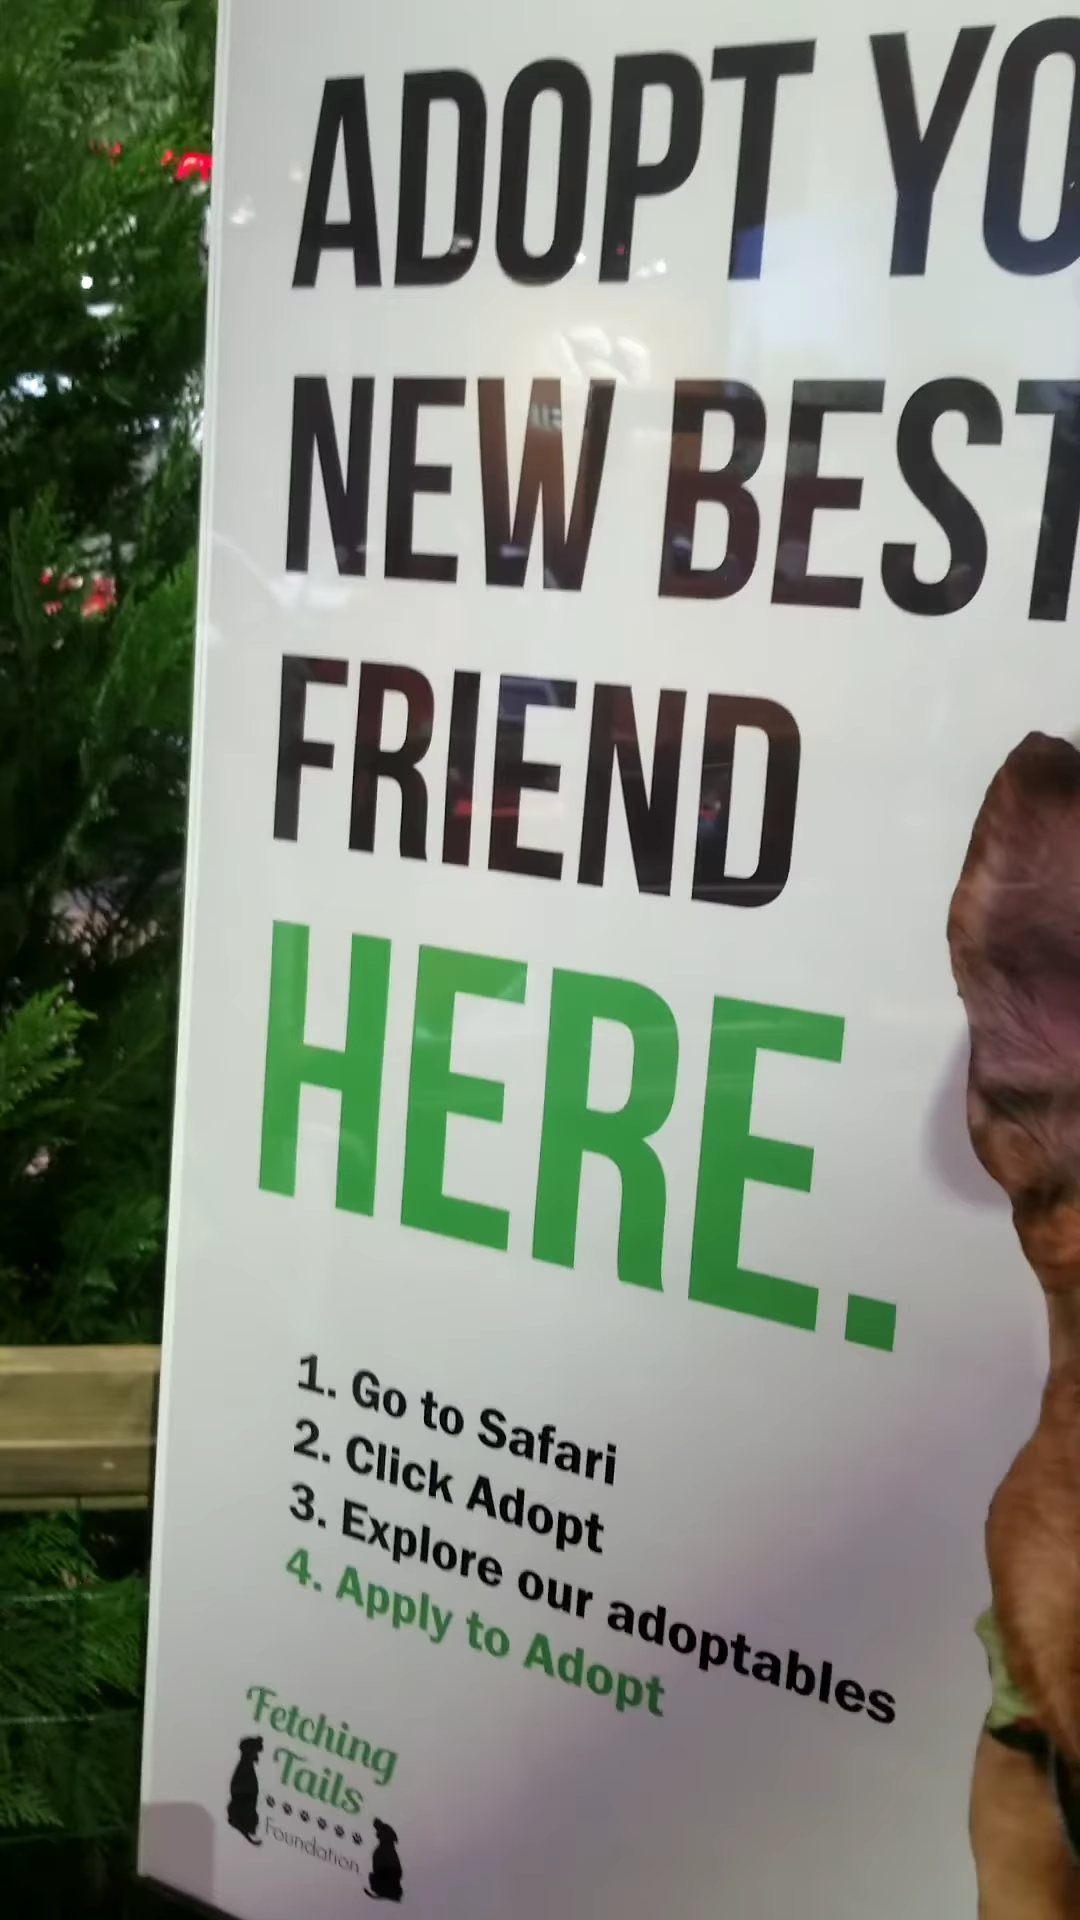 ADOPT YO
NEW BEST
FRIEND
HERE.
1. Go to Safari
2. Click Adopt
3. Explore our adoptables
4. Apply to Adopt
Fetching
Tails
Foundation